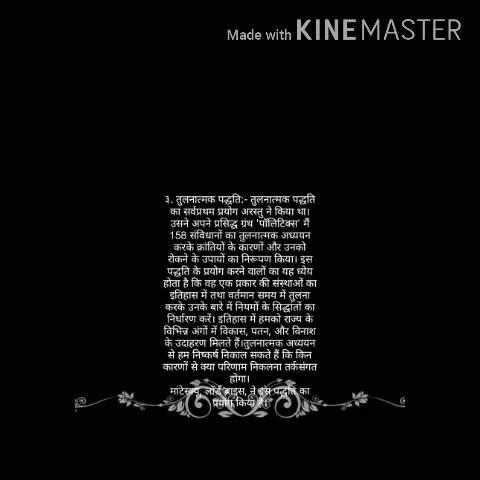 Made with KINEMASTER
३. तुलनात्मक पद्धति:- तुलनात्मक पद्धति
का सर्वप्रथम प्रयोग अरस्तु ने किया था।
उसने अपने प्रसिद्ध ग्रंथ 'पॉलिटिक्स' मैं
158 संविधानों का तुलनात्मक अध्ययन
करके क्रांतियों के कारणों और उनको
रोकने के उपायों का निरूपण किया। इस
पद्धति के प्रयोग करने वालों का यह ध्येय
होता है कि वह एक प्रकार की संस्थाओं का
इतिहास में तथा वर्तमान समय में तुलना
करके उनके बारे में नियमों के सिद्धांतों का
निर्धारण करें। इतिहास में हमको राज्य के
विभिन्न अंगों में विकास, पतन, और विनाश
के उदाहरण मिलते हैं।तुलनात्मक अध्ययन
से हम निष्कर्ष निकाल सकते हैं कि किन
कारणों से क्या परिणाम निकलना तर्कसंगत
होगा।
मांटेस्क्यू, लॉर्ड ब्राइस, ने इस पद्धति का
प्रयोग किया है।